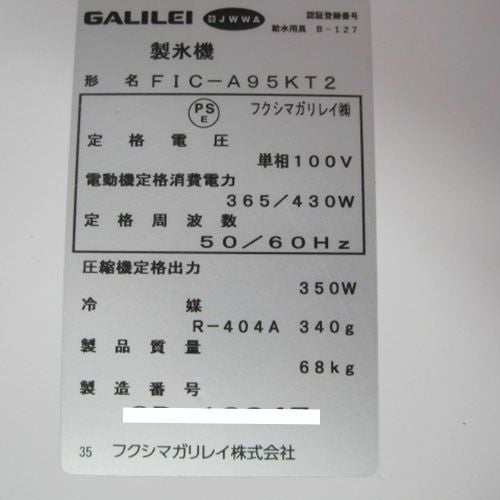 GALILEI JWWA 認証登録番号
給水用具 B-127
製氷機
形名 FIC-A95KT2
PS E フクシマガリレイ㈱
定格電圧
単相100V
電動機定格消費電力
365/430W
定格周波数
50/60Hz
圧縮機定格出力
350W
冷媒
R-404A 340g
製品質量
68kg
製造番号
35 フクシマガリレイ株式会社